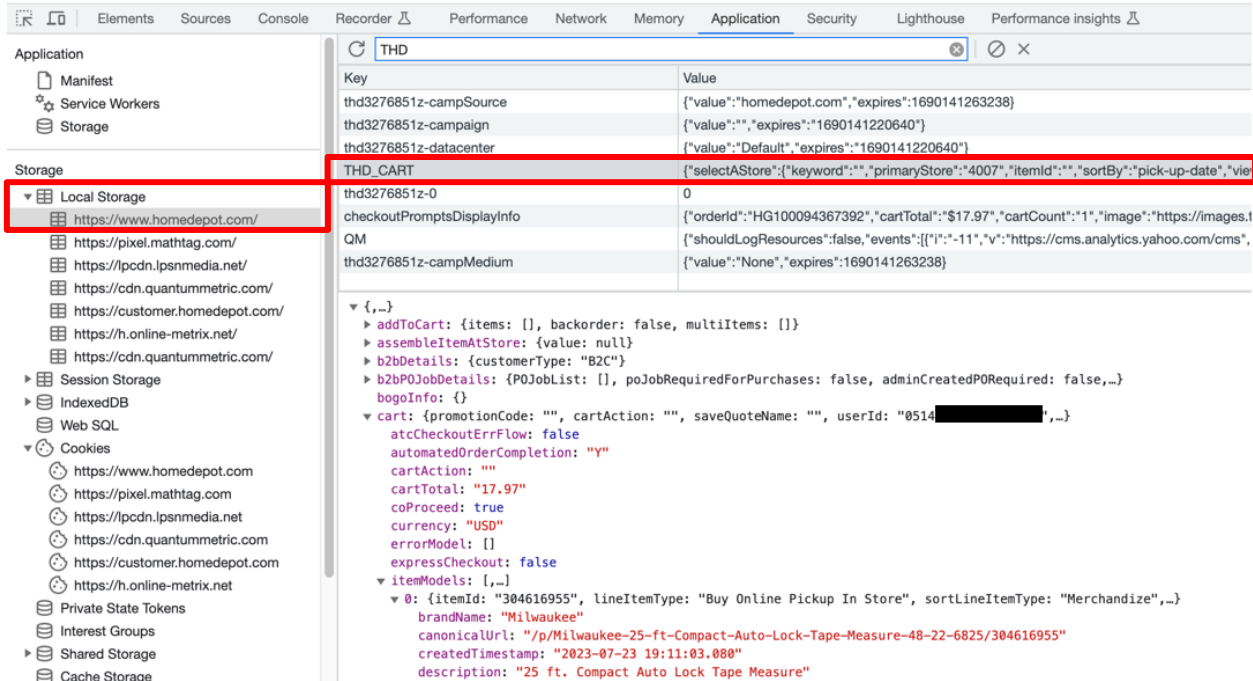 Elements Sources Console Recorder Performance Network Memory Application Security Lighthouse Performance insights
Application
Manifest
Service Workers
Storage
Storage
Local Storage
https://www.homedepot.com/
https://pixel.mathtag.com/
https://lpcdn.lpsnmedia.net/
https://cdn.quantummetric.com/
https://customer.homedepot.com/
https://h.online-metrix.net/
https://cdn.quantummetric.com/
Session Storage
IndexedDB
Web SQL
Cookies
https://www.homedepot.com
https://pixel.mathtag.com
https://lpcdn.lpsnmedia.net
https://cdn.quantummetric.com
https://customer.homedepot.com
https://h.online-metrix.net
Private State Tokens
Interest Groups
Shared Storage
Cache Storage
THD
Key Value
thd3276851z-campSource {"value":"homedepot.com","expires":1690141263238}
thd3276851z-campaign {"value":"","expires":"1690141220640"}
thd3276851z-datacenter {"value":"Default","expires":"1690141220640"}
THD_CART {"selectAStore":{"keyword":"","primaryStore":"4007","itemId":"","sortBy":"pick-up-date","view
thd3276851z-0 0
checkoutPromptsDisplayInfo {"orderId":"HG100094367392","cartTotal":"$17.97","cartCount":"1","image":"https://images.t
QM {"shouldLogResources":false,"events":[{"i":"-11","v":"https://cms.analytics.yahoo.com/cms",
thd3276851z-campMedium {"value":"None","expires":1690141263238}
{,…}
addToCart: {items: [], backorder: false, multiItems: []}
assembleItemAtStore: {value: null}
b2bDetails: {customerType: "B2C"}
b2bPOJobDetails: {POJobList: [], poJobRequiredForPurchases: false, adminCreatedPORequired: false,…}
bogoInfo: {}
cart: {promotionCode: "", cartAction: "", saveQuoteName: "", userId: "0514 ",…}
atcCheckoutErrFlow: false
automatedOrderCompletion: "Y"
cartAction: ""
cartTotal: "17.97"
coProceed: true
currency: "USD"
errorModel: []
expressCheckout: false
itemModels: [,…]
0: {itemId: "304616955", lineItemType: "Buy Online Pickup In Store", sortLineItemType: "Merchandize",…}
brandName: "Milwaukee"
canonicalUrl: "/p/Milwaukee-25-ft-Compact-Auto-Lock-Tape-Measure-48-22-6825/304616955"
createdTimestamp: "2023-07-23 19:11:03.080"
description: "25 ft. Compact Auto Lock Tape Measure"